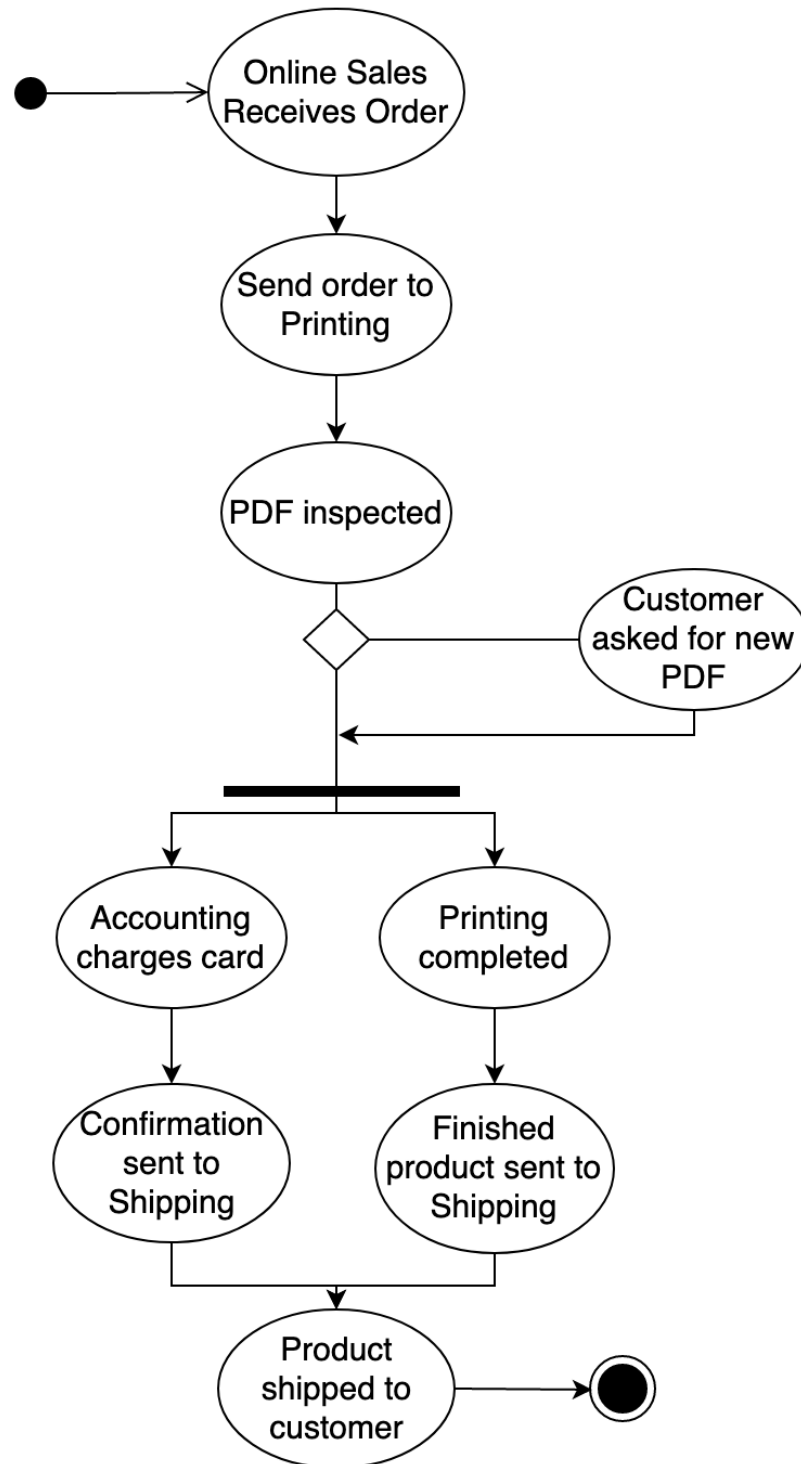 Online Sales
Receives Order
Send order to
Printing
PDF inspected
Customer
asked for new
PDF
Accounting
charges card
Printing
completed
Confirmation
sent to
Shipping
Finished
product sent to
Shipping
Product
shipped to
customer